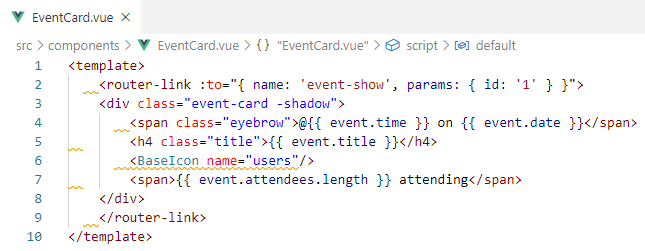 EventCard.vue ×
src > components > EventCard.vue > {} "EventCard.vue" > script > default
1 <template>
2 <router-link :to="{ name: 'event-show', params: { id: '1' } }">
3 <div class="event-card -shadow">
4 <span class="eyebrow">@{{ event.time }} on {{ event.date }}</span>
5 <h4 class="title">{{ event.title }}</h4>
6 <BaseIcon name="users"/>
7 <span>{{ event.attendees.length }} attending</span>
8 </div>
9 </router-link>
10 </template>